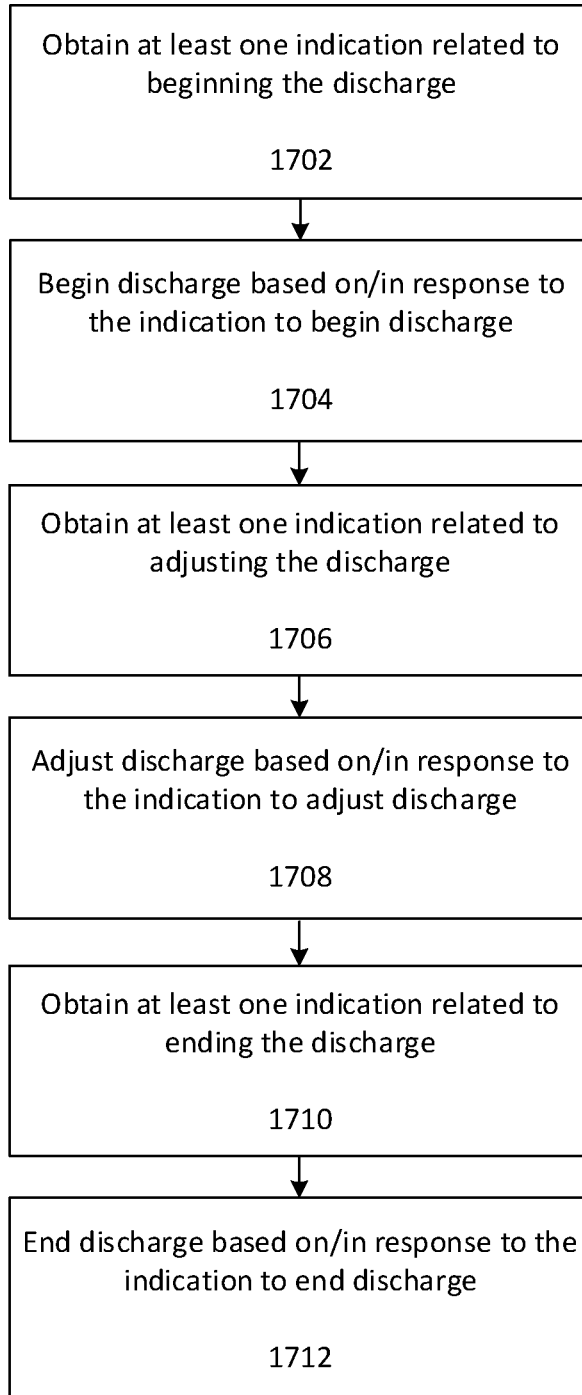 Obtain at least one indication related to
beginning the discharge
1702
Begin discharge based on/in response to
the indication to begin discharge
1704
Obtain at least one indication related to
adjusting the discharge
1706
Adjust discharge based on/in response to
the indication to adjust discharge
1708
Obtain at least one indication related to
ending the discharge
1710
End discharge based on/in response to the
indication to end discharge
1712